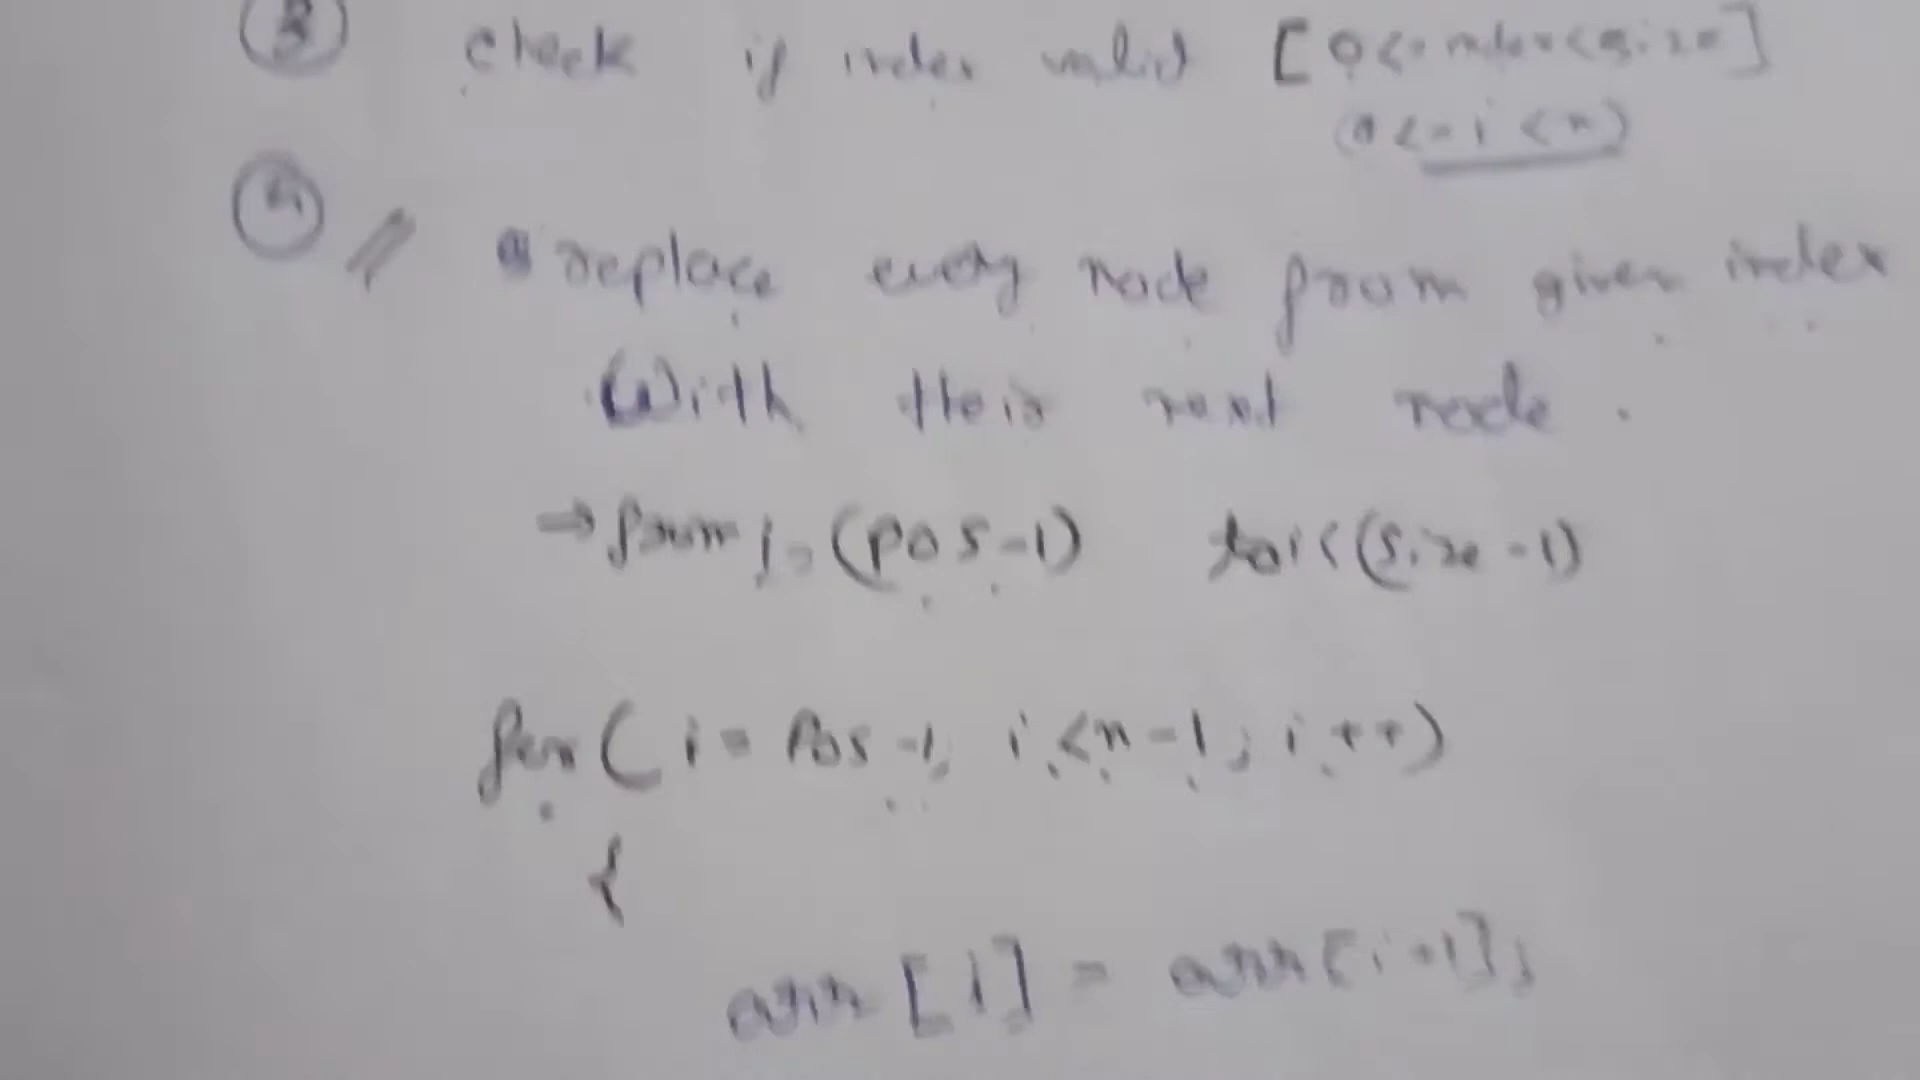 ③ check if index valid [0<=index<size]
(0<=i<n)
④ // replace every node from given index
With their next node.
→ from i=(pos-1) to i<(size-1)
for(i = Pos-1; i<n-1; i++)
{
arr[i] = arr[i+1];